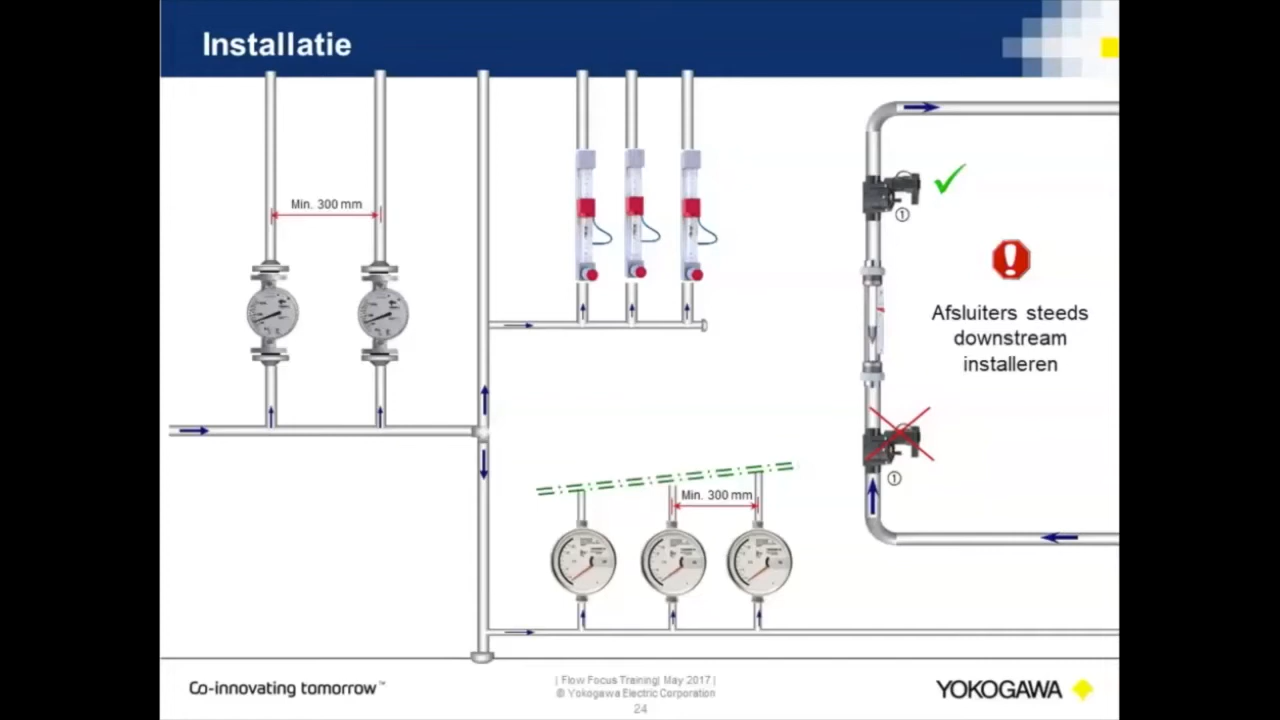 Installatie
Min. 300 mm
①
Afsluiters steeds
downstream
installeren
①
Min. 300 mm
Co-innovating tomorrow™
| Flow Focus Training| May 2017 |
© Yokogawa Electric Corporation
24
YOKOGAWA